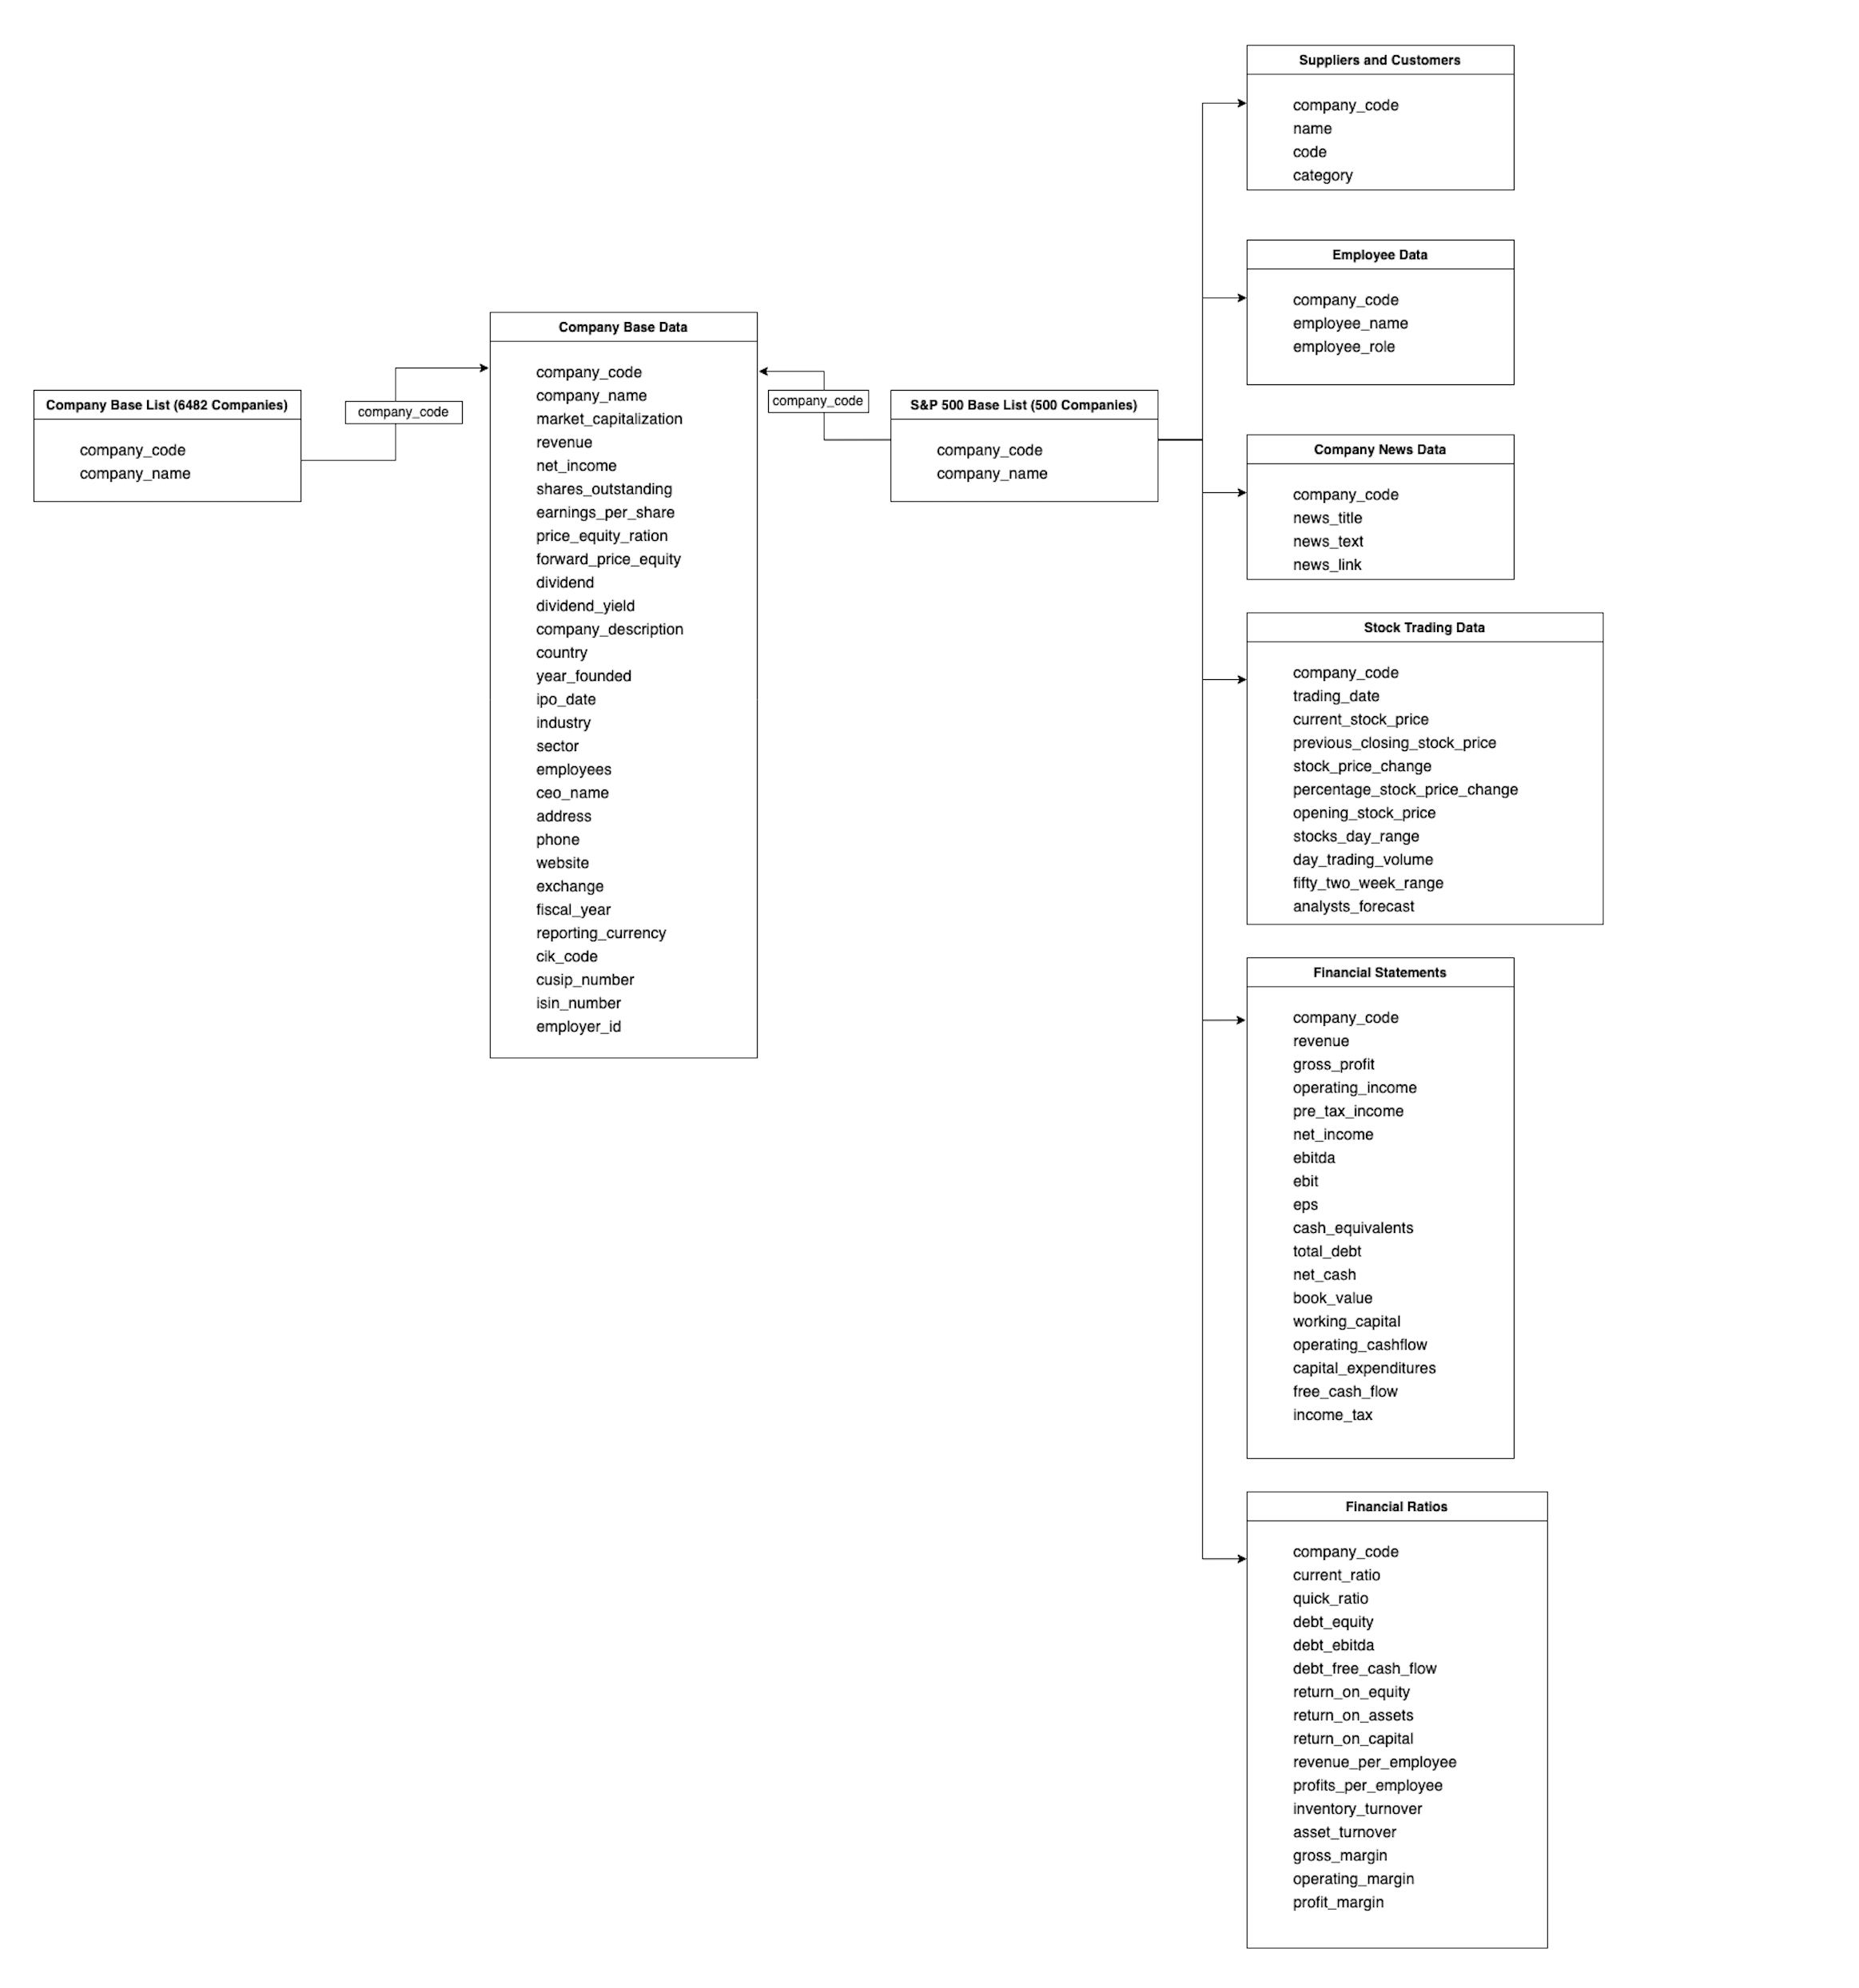 Company Base List (6482 Companies)
company_code
company_name
company_code
Company Base Data
company_code
company_name
market_capitalization
revenue
net_income
shares_outstanding
earnings_per_share
price_equity_ration
forward_price_equity
dividend
dividend_yield
company_description
country
year_founded
ipo_date
industry
sector
employees
ceo_name
address
phone
website
exchange
fiscal_year
reporting_currency
cik_code
cusip_number
isin_number
employer_id
company_code
S&P 500 Base List (500 Companies)
company_code
company_name
Suppliers and Customers
company_code
name
code
category
Employee Data
company_code
employee_name
employee_role
Company News Data
company_code
news_title
news_text
news_link
Stock Trading Data
company_code
trading_date
current_stock_price
previous_closing_stock_price
stock_price_change
percentage_stock_price_change
opening_stock_price
stocks_day_range
day_trading_volume
fifty_two_week_range
analysts_forecast
Financial Statements
company_code
revenue
gross_profit
operating_income
pre_tax_income
net_income
ebitda
ebit
eps
cash_equivalents
total_debt
net_cash
book_value
working_capital
operating_cashflow
capital_expenditures
free_cash_flow
income_tax
Financial Ratios
company_code
current_ratio
quick_ratio
debt_equity
debt_ebitda
debt_free_cash_flow
return_on_equity
return_on_assets
return_on_capital
revenue_per_employee
profits_per_employee
inventory_turnover
asset_turnover
gross_margin
operating_margin
profit_margin